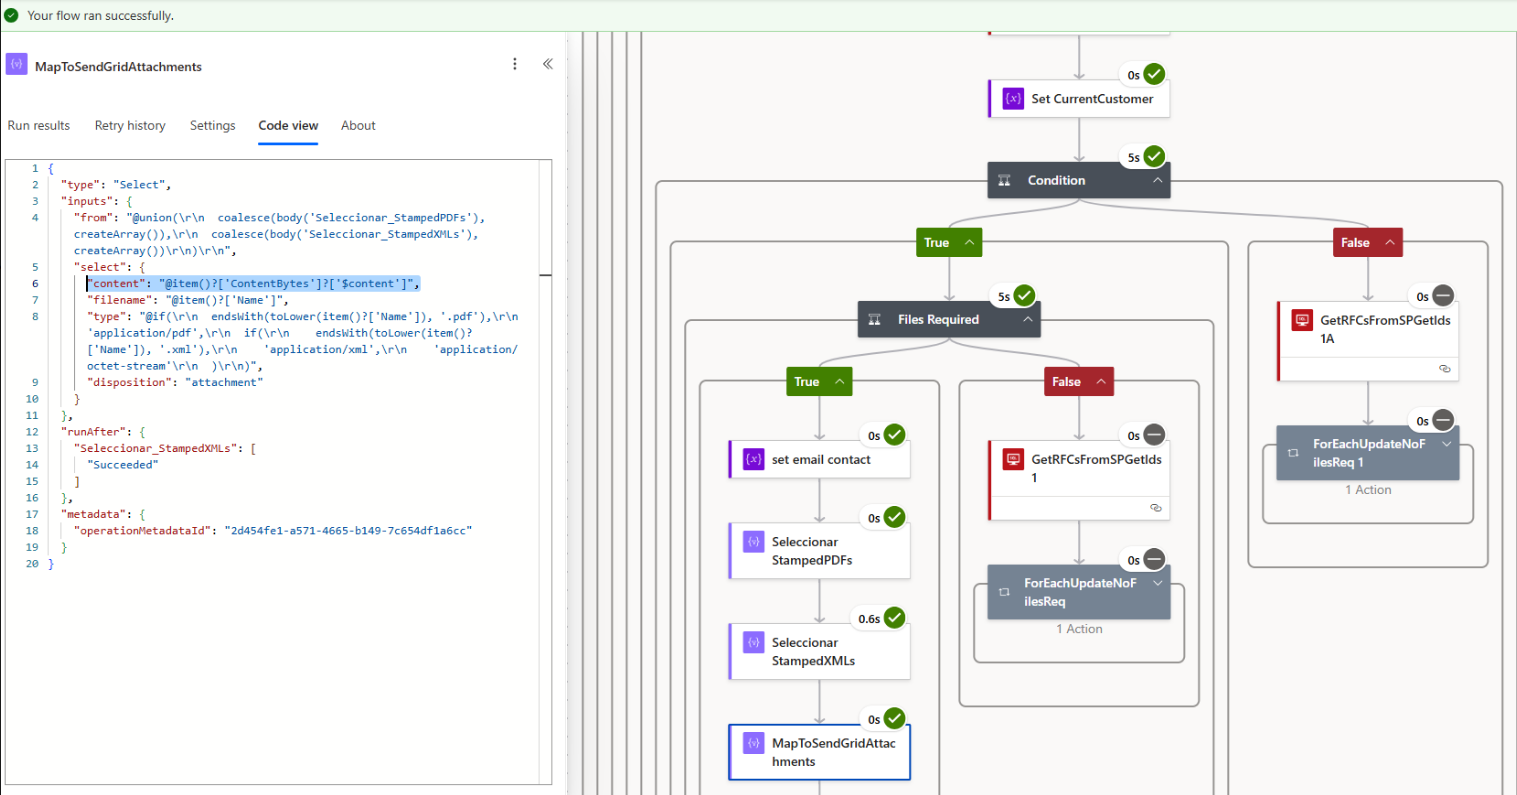 Your flow ran successfully.
MapToSendGridAttachments
Run results Retry history Settings Code view About
1 {
2 "type": "Select",
3 "inputs": {
4 "from": "@union(\r\n  coalesce(body('Seleccionar_StampedPDFs'),
createArray()),\r\n  coalesce(body('Seleccionar_StampedXMLs'),
createArray())\r\n)\r\n",
5 "select": {
6 "content": "@item()?['ContentBytes']?['$content']",
7 "filename": "@item()?['Name']",
8 "type": "@if(\r\n  endsWith(toLower(item()?['Name']), '.pdf'),\r\n
'application/pdf',\r\n  if(\r\n    endsWith(toLower(item()?
['Name']), '.xml'),\r\n    'application/xml',\r\n    'application/
octet-stream'\r\n  )\r\n)",
9 "disposition": "attachment"
10 }
11 },
12 "runAfter": {
13 "Seleccionar_StampedXMLs": [
14 "Succeeded"
15 ]
16 },
17 "metadata": {
18 "operationMetadataId": "2d454fe1-a571-4665-b149-7c654df1a6cc"
19 }
20 }
0s
{x} Set CurrentCustomer
5s
Condition
True
False
5s
Files Required
0s
GetRFCsFromSPGetIds
1A
True
False
0s
ForEachUpdateNoF
ilesReq 1
1 Action
0s
{x} set email contact
0s
GetRFCsFromSPGetIds
1
0s
{v} Seleccionar
StampedPDFs
0s
ForEachUpdateNoF
ilesReq
1 Action
0.6s
{v} Seleccionar
StampedXMLs
0s
{v} MapToSendGridAttac
hments